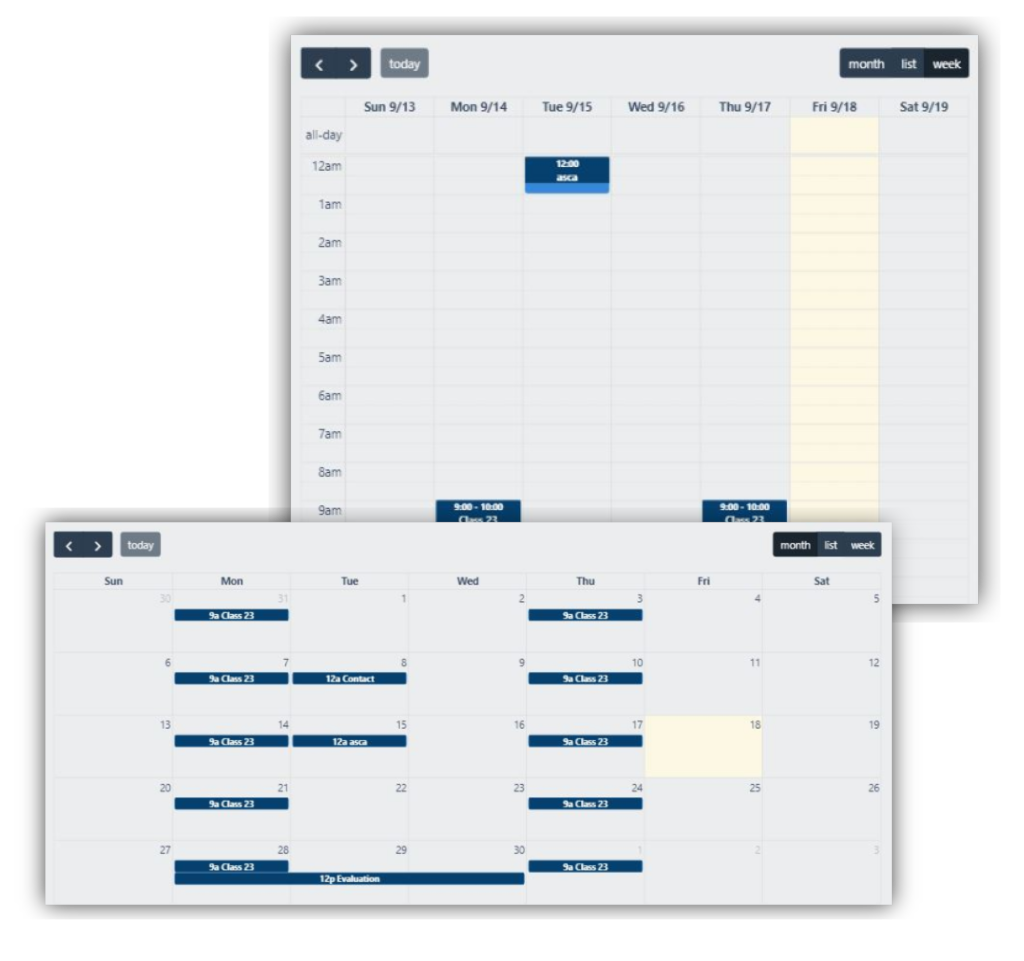 today
month list week
Sun 9/13 Mon 9/14 Tue 9/15 Wed 9/16 Thu 9/17 Fri 9/18 Sat 9/19
all-day
12am
12:00
asca
1am
2am
3am
4am
5am
6am
7am
8am
9am
9:00 - 10:00 9:00 - 10:00
Class 23 Class 23
today
month list week
Sun Mon Tue Wed Thu Fri Sat
30 31 1 2 3 4 5
9a Class 23 9a Class 23
6 7 8 9 10 11 12
9a Class 23 12a Contact 9a Class 23
13 14 15 16 17 18 19
9a Class 23 12a asca 9a Class 23
20 21 22 23 24 25 26
9a Class 23 9a Class 23
27 28 29 30 1 2 3
9a Class 23 9a Class 23
12p Evaluation